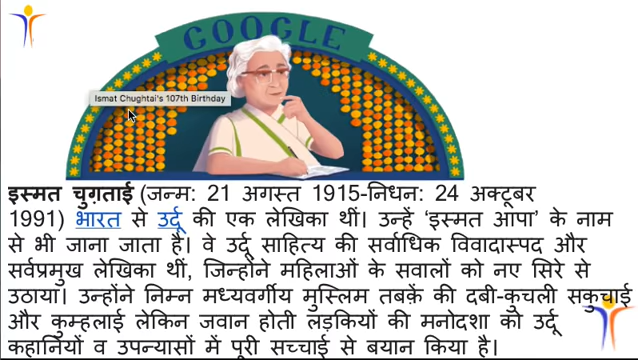 GOOGLE
Ismat Chughtai's 107th Birthday
इस्मत चुग़ताई (जन्म: 21 अगस्त 1915-निधन: 24 अक्टूबर
1991) भारत से उर्दू की एक लेखिका थीं। उन्हें ‘इस्मत आपा’ के नाम
से भी जाना जाता है। वे उर्दू साहित्य की सर्वाधिक विवादास्पद और
सर्वप्रमुख लेखिका थीं, जिन्होंने महिलाओं के सवालों को नए सिरे से
उठाया। उन्होंने निम्न मध्यवर्गीय मुस्लिम तबक़ें की दबी-कुचली सकुचाई
और कुम्हलाई लेकिन जवान होती लड़कियों की मनोदशा को उर्दू
कहानियों व उपन्यासों में पूरी सच्चाई से बयान किया है।